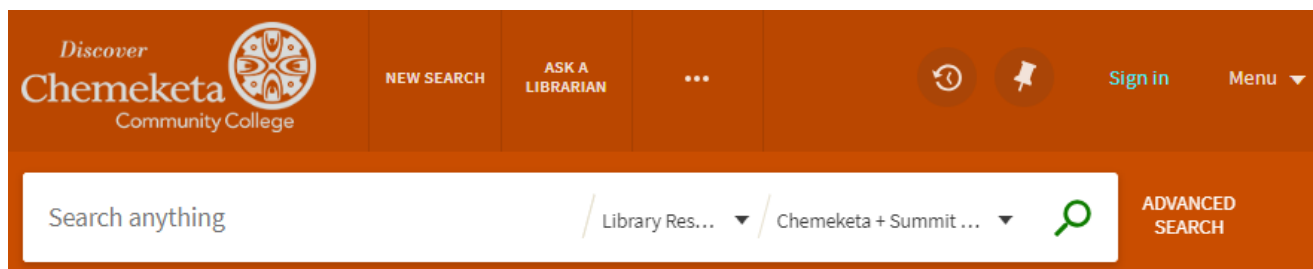 Discover
Chemeketa
Community College
NEW SEARCH
ASK A
LIBRARIAN
•••
Sign in
Menu
Search anything
Library Res...
Chemeketa + Summit ...
ADVANCED
SEARCH